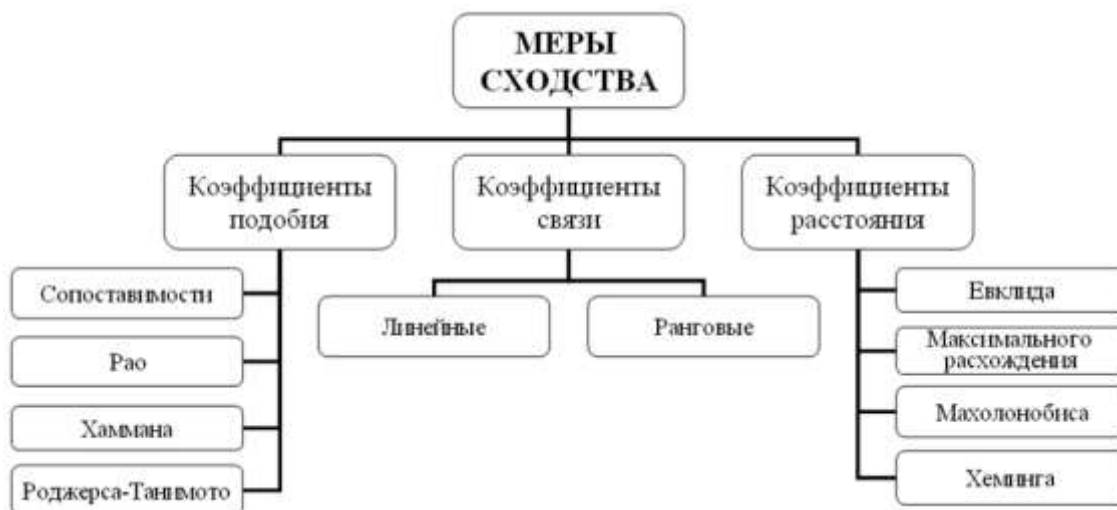 МЕРЫ
СХОДСТВА
Коэффициенты
подобия
Коэффициенты
связи
Коэффициенты
расстояния
Сопоставимости
Рао
Хаммана
Роджерса-Танимото
Линейные
Ранговые
Евклида
Максимального
расхождения
Махолонобиса
Хеминга